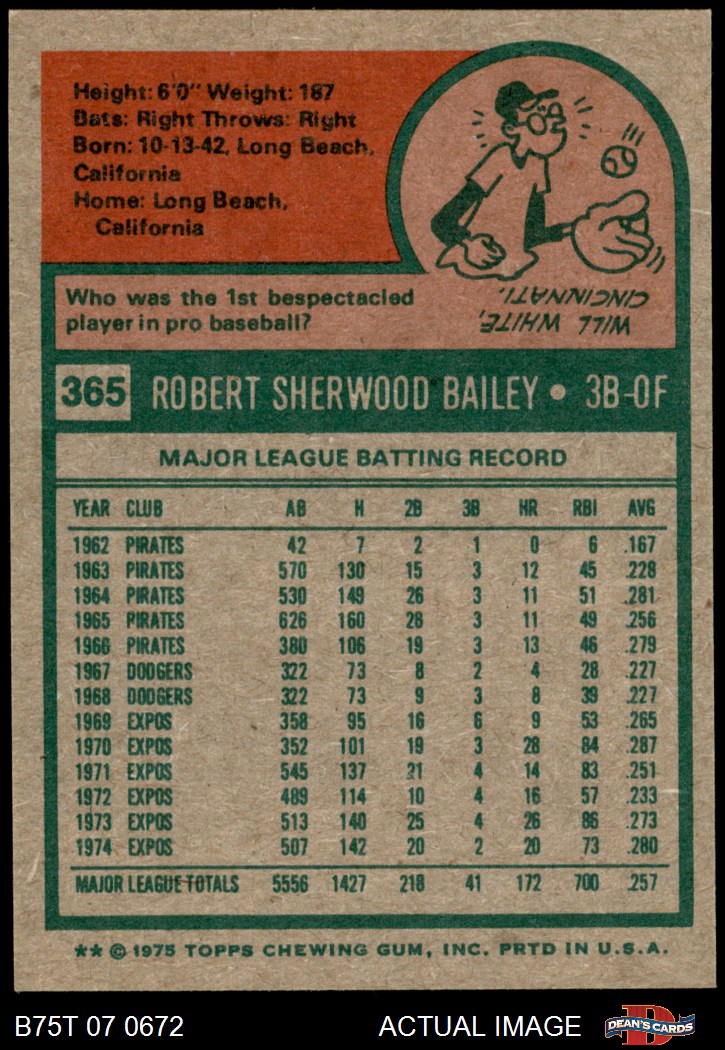 Height: 6'0" Weight: 187
Bats: Right Throws: Right
Born: 10-13-42, Long Beach,
California
Home: Long Beach,
California
Who was the 1st bespectacled
player in pro baseball?
WILL WHITE,
CINCINNATI.
365 ROBERT SHERWOOD BAILEY • 3B-OF
MAJOR LEAGUE BATTING RECORD
YEAR CLUB AB H 2B 3B HR RBI AVG
1962 PIRATES 42 7 2 1 0 6 .167
1963 PIRATES 570 130 15 3 12 45 .228
1964 PIRATES 530 149 26 3 11 51 .281
1965 PIRATES 626 160 28 3 11 49 .256
1966 PIRATES 380 106 19 3 13 46 .279
1967 DODGERS 322 73 8 2 4 28 .227
1968 DODGERS 322 73 9 3 8 39 .227
1969 EXPOS 358 95 16 6 9 53 .265
1970 EXPOS 352 101 19 3 28 84 .287
1971 EXPOS 545 137 21 4 14 83 .251
1972 EXPOS 489 114 10 4 16 57 .233
1973 EXPOS 513 140 25 4 26 86 .273
1974 EXPOS 507 142 20 2 20 73 .280
MAJOR LEAGUE TOTALS 5556 1427 218 41 172 700 .257
** © 1975 TOPPS CHEWING GUM, INC. PRTD IN U.S.A.
B75T 07 0672 ACTUAL IMAGE D DEAN'S CARDS